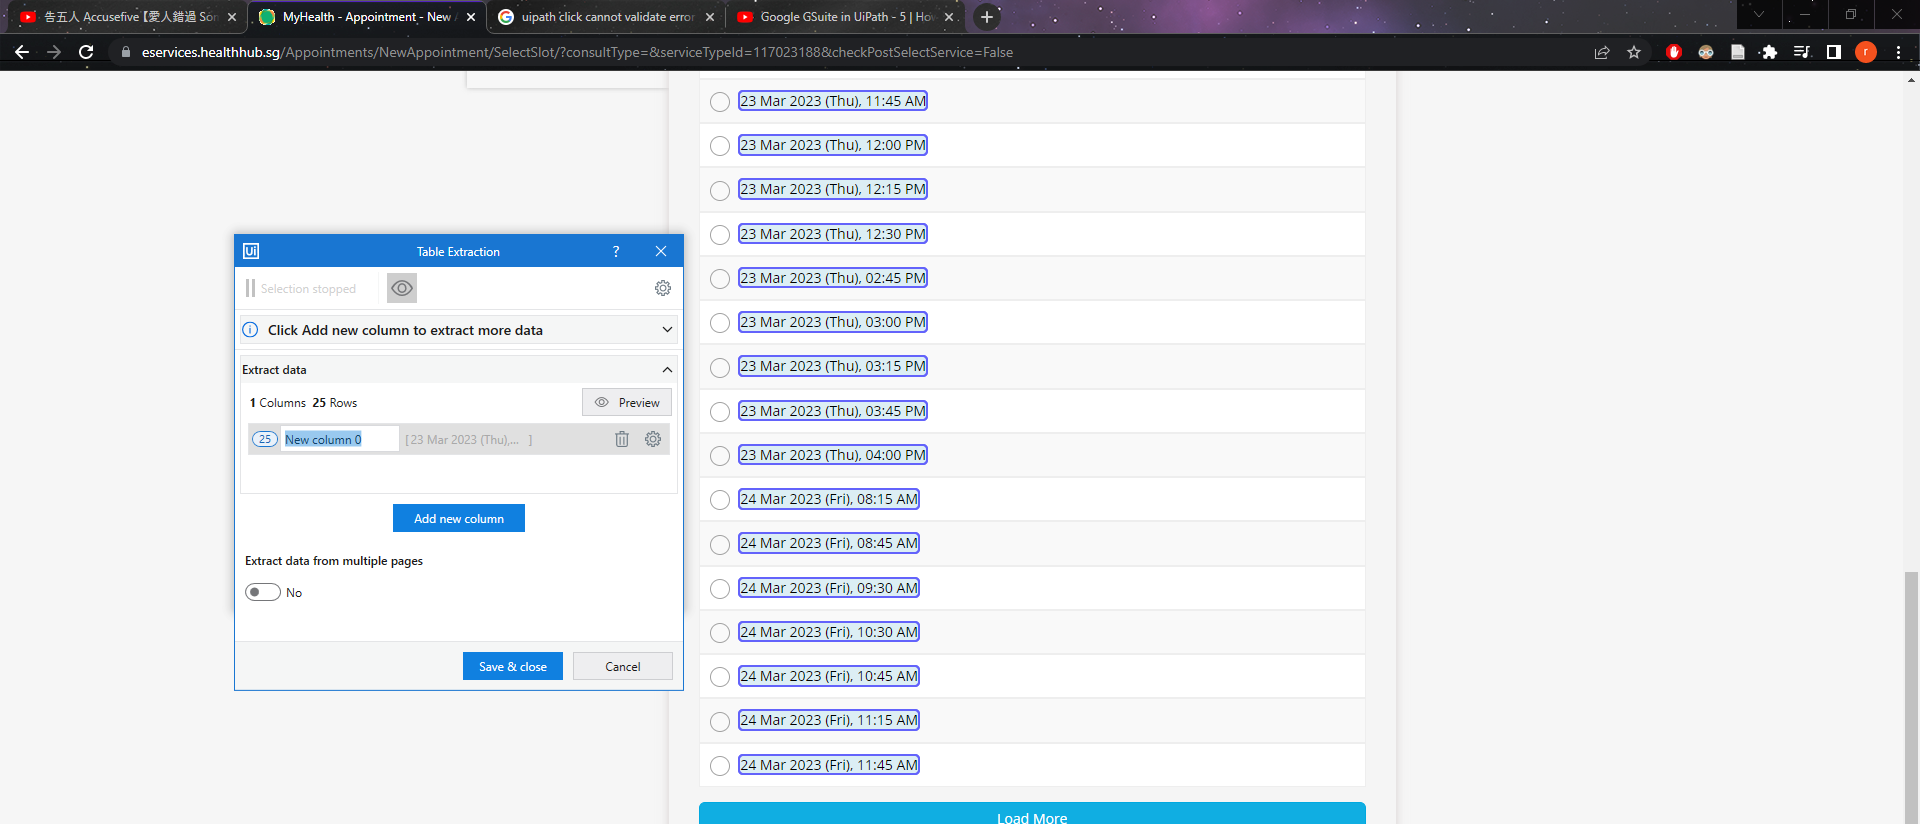 告五人 Accusefive【愛人錯過 Son
MyHealth - Appointment - New A
uipath click cannot validate error
Google GSuite in UiPath - 5 | How
eservices.healthhub.sg/Appointments/NewAppointment/SelectSlot/?consultType=&serviceTypeId=117023188&checkPostSelectService=False
r
23 Mar 2023 (Thu), 11:45 AM
23 Mar 2023 (Thu), 12:00 PM
23 Mar 2023 (Thu), 12:15 PM
23 Mar 2023 (Thu), 12:30 PM
23 Mar 2023 (Thu), 02:45 PM
23 Mar 2023 (Thu), 03:00 PM
23 Mar 2023 (Thu), 03:15 PM
23 Mar 2023 (Thu), 03:45 PM
23 Mar 2023 (Thu), 04:00 PM
24 Mar 2023 (Fri), 08:15 AM
24 Mar 2023 (Fri), 08:45 AM
24 Mar 2023 (Fri), 09:30 AM
24 Mar 2023 (Fri), 10:30 AM
24 Mar 2023 (Fri), 10:45 AM
24 Mar 2023 (Fri), 11:15 AM
24 Mar 2023 (Fri), 11:45 AM
Load More
Ui Table Extraction ?
Selection stopped
Click Add new column to extract more data
Extract data
1 Columns 25 Rows Preview
25 New column 0 [ 23 Mar 2023 (Thu),... ]
Add new column
Extract data from multiple pages
No
Save & close Cancel